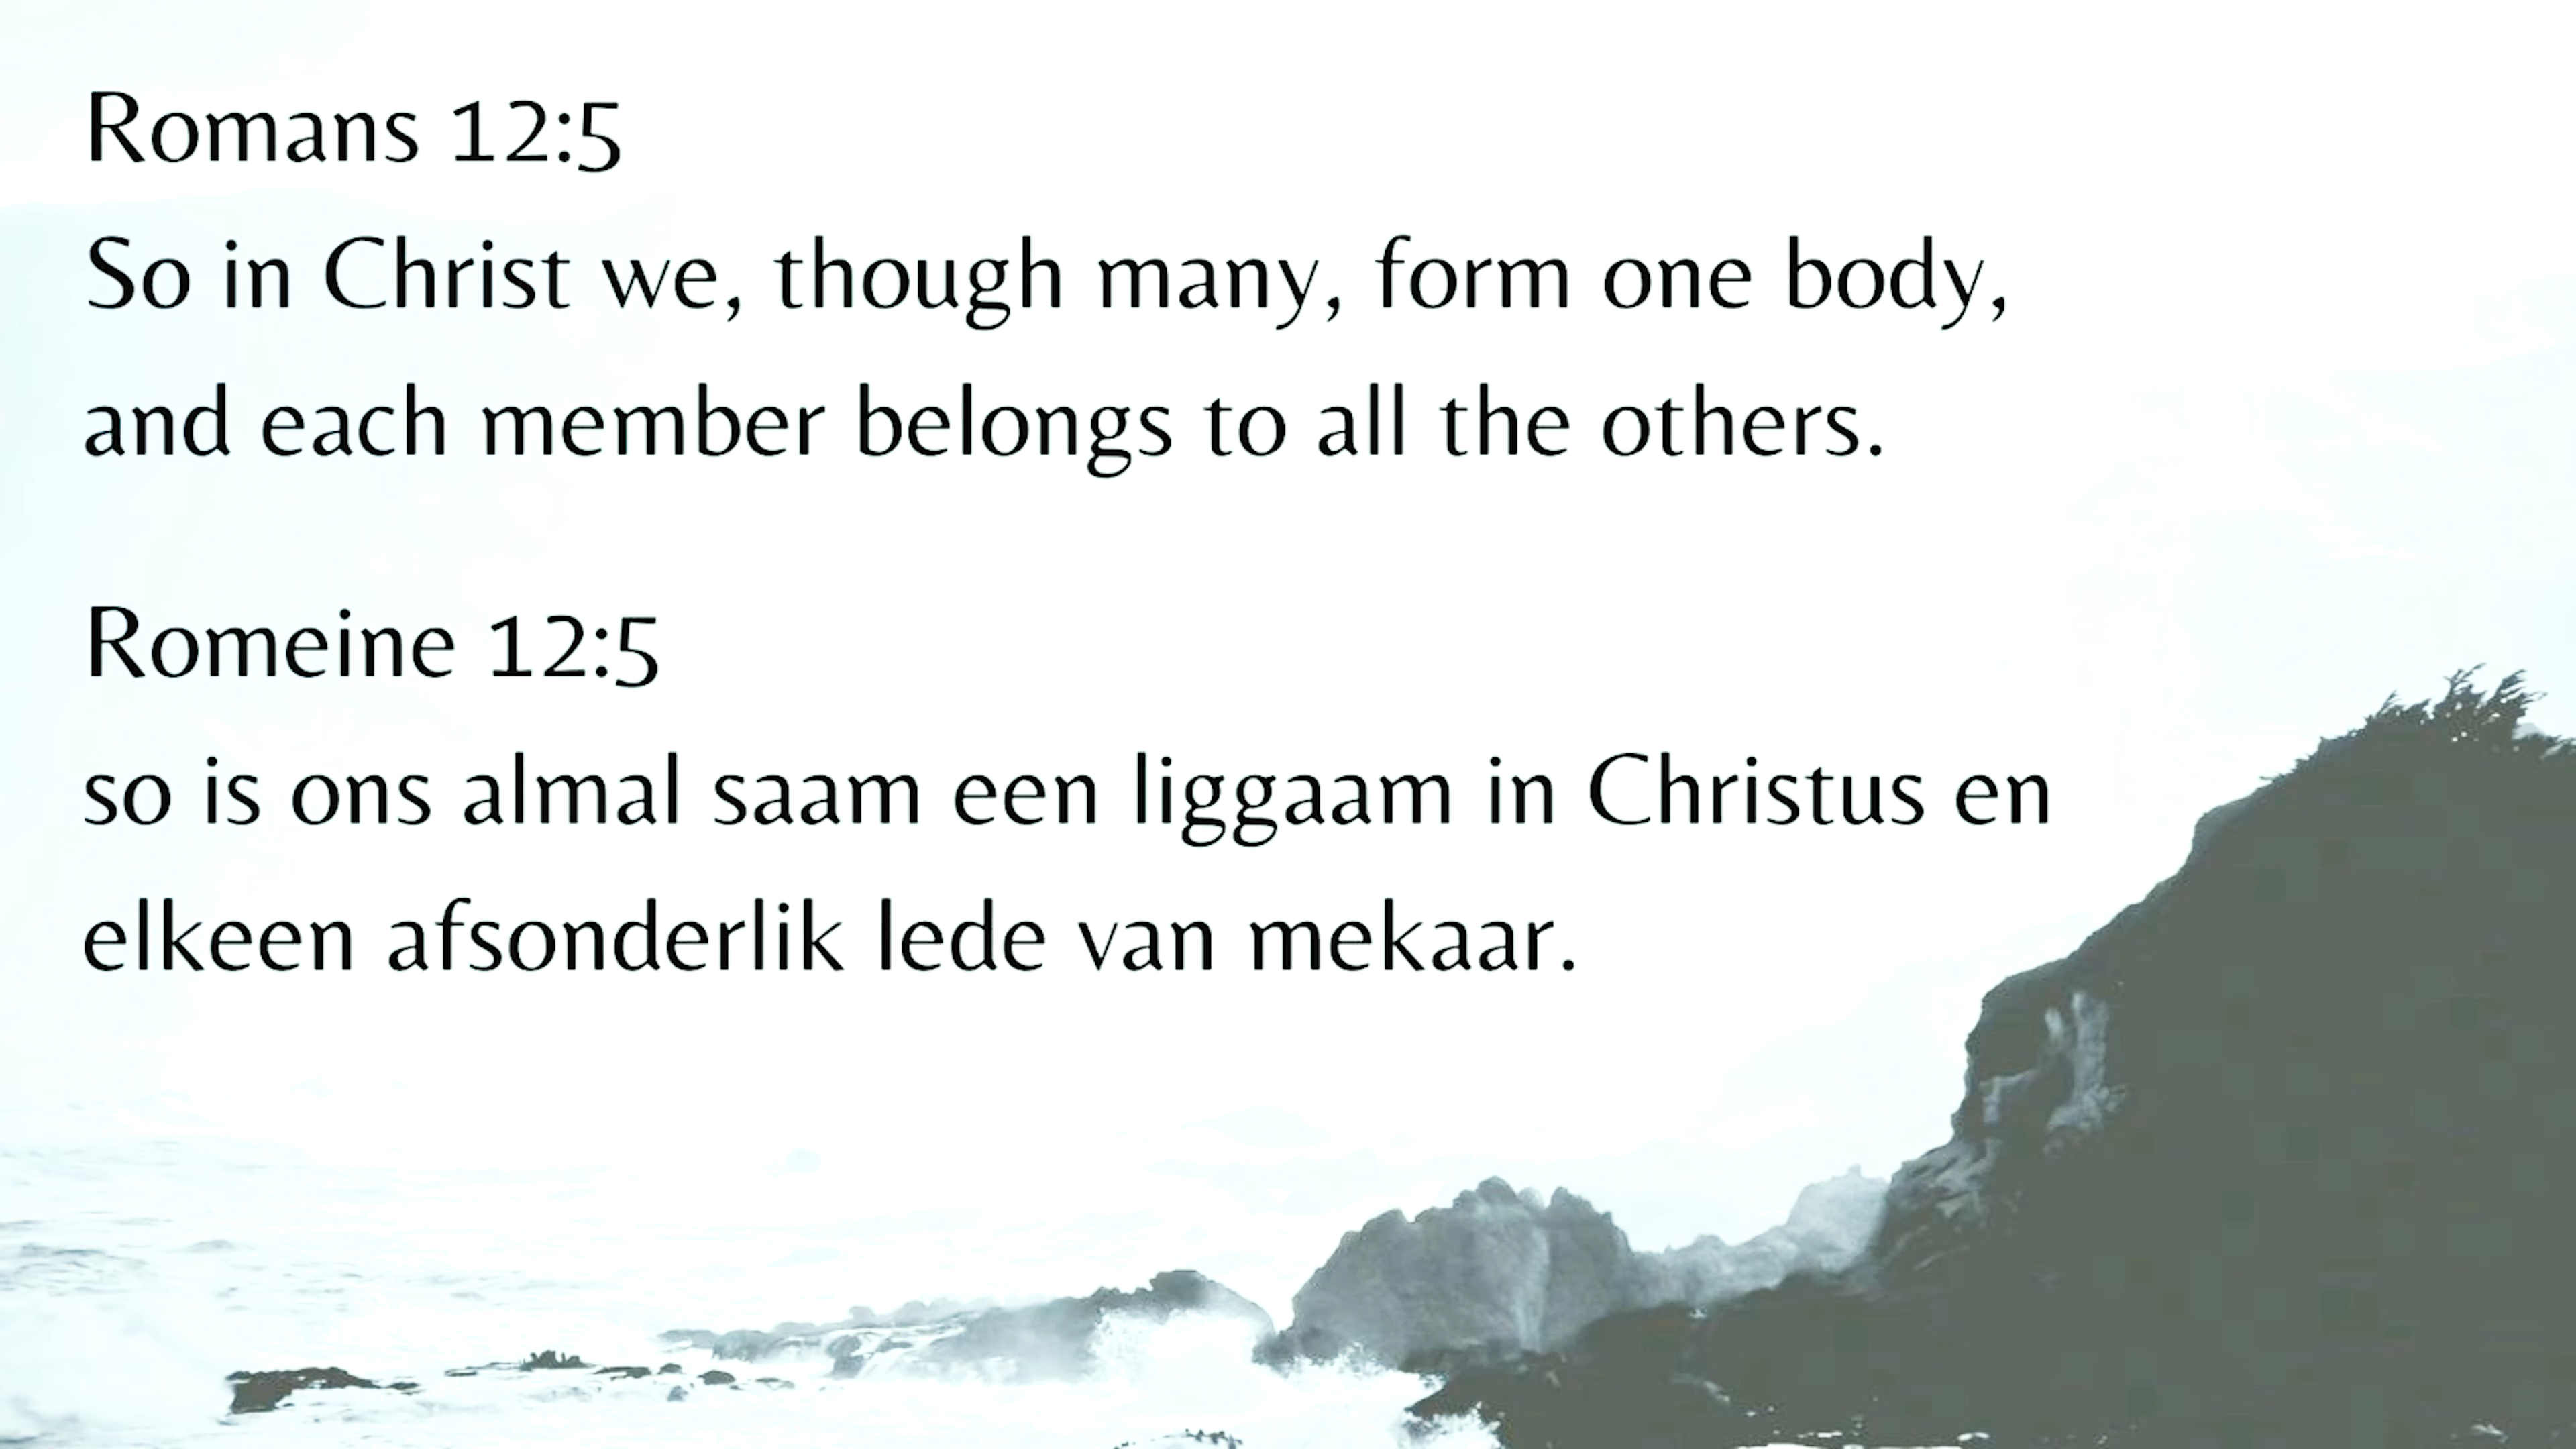 Romans 12:5
So in Christ we, though many, form one body,
and each member belongs to all the others.
Romeine 12:5
so is ons almal saam een liggaam in Christus en
elkeen afsonderlik lede van mekaar.